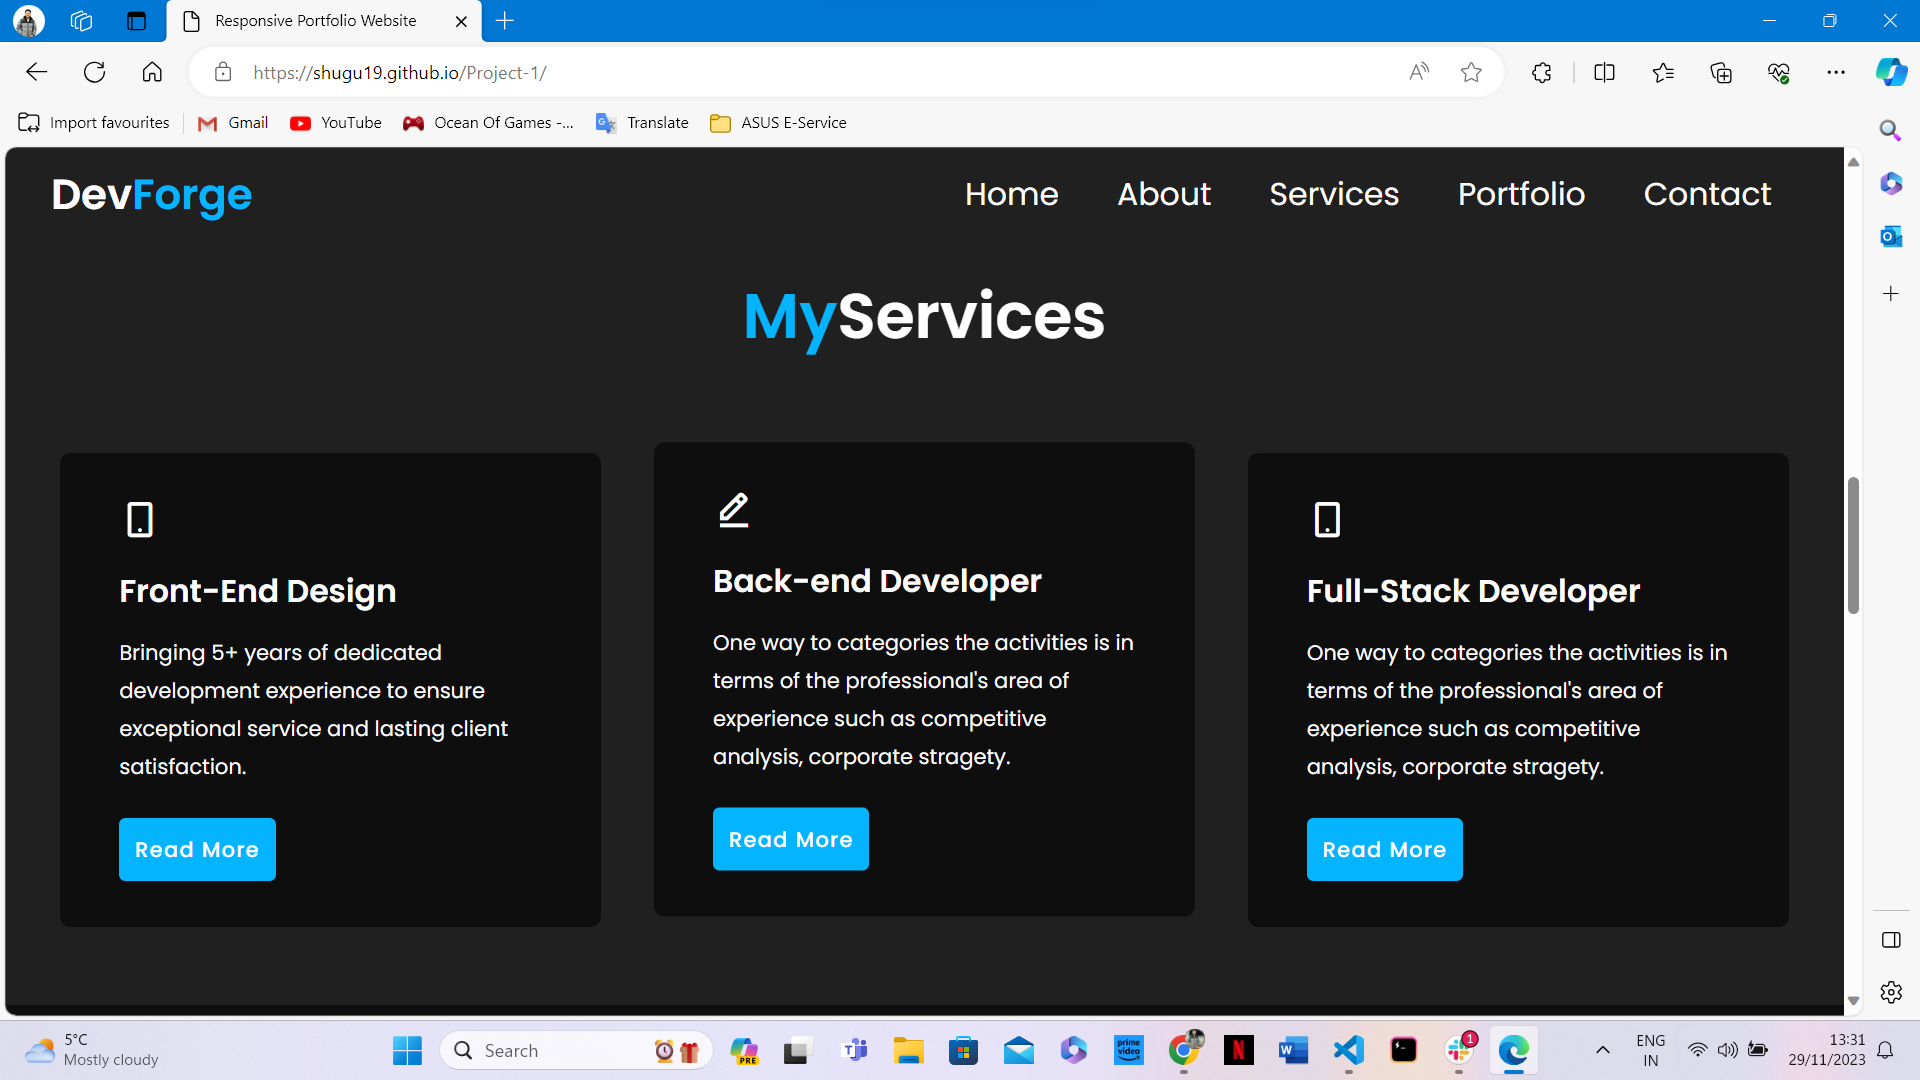 Responsive Portfolio Website
https://shugu19.github.io/Project-1/
Import favourites
Gmail
YouTube
Ocean Of Games -...
Translate
ASUS E-Service
DevForge
Home About Services Portfolio Contact
MyServices
Front-End Design
Bringing 5+ years of dedicated
development experience to ensure
exceptional service and lasting client
satisfaction.
Read More
Back-end Developer
One way to categories the activities is in
terms of the professional's area of
experience such as competitive
analysis, corporate stragety.
Read More
Full-Stack Developer
One way to categories the activities is in
terms of the professional's area of
experience such as competitive
analysis, corporate stragety.
Read More
5°C
Mostly cloudy
Search
PRE
prime
video
N
W
1
ENG
IN
13:31
29/11/2023